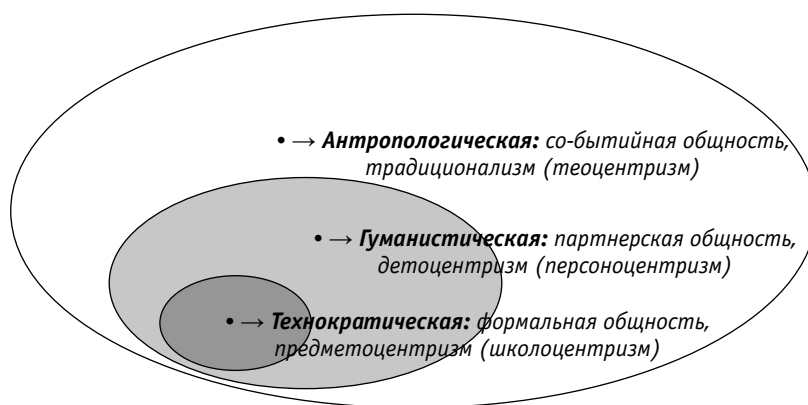 • → Антропологическая: со-бытийная общность,
традиционализм (теоцентризм)
• → Гуманистическая: партнерская общность,
детоцентризм (персоноцентризм)
• → Технократическая: формальная общность,
предметоцентризм (школоцентризм)